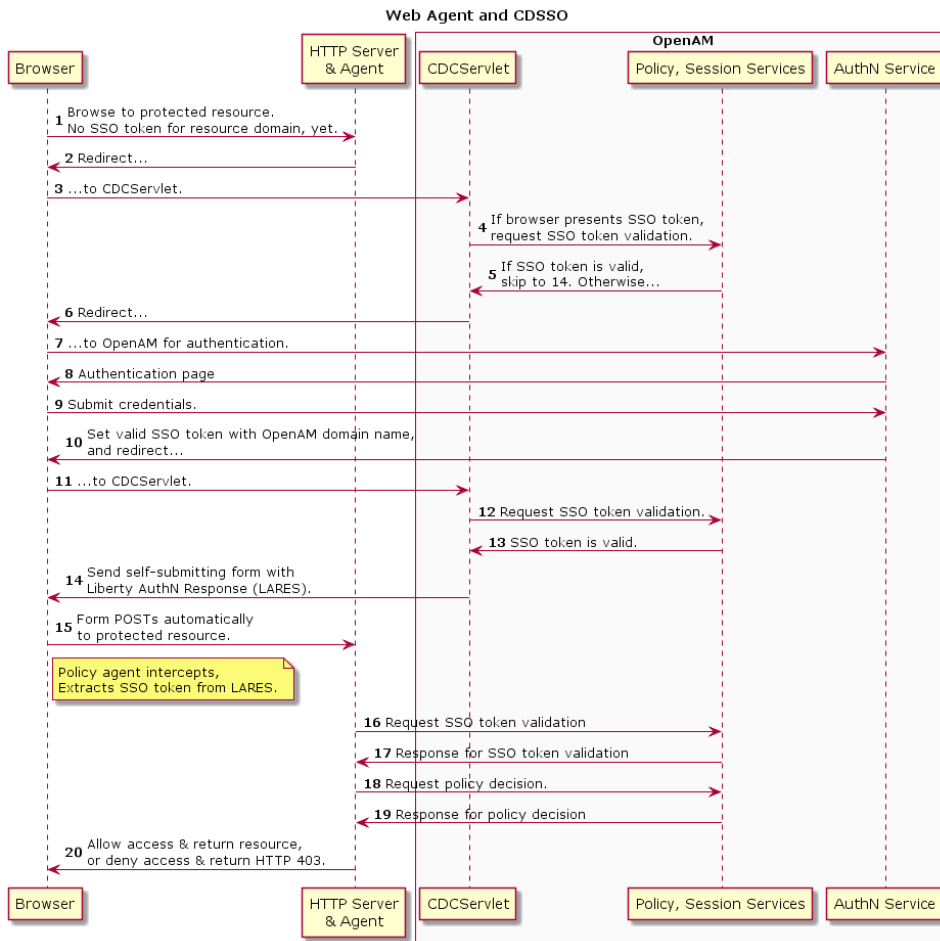 Web Agent and CDSSO
OpenAM
Browser
HTTP Server
& Agent
CDCServlet
Policy, Session Services
AuthN Service
1 Browse to protected resource.
No SSO token for resource domain, yet.
2 Redirect...
3 ...to CDCServlet.
4 If browser presents SSO token,
request SSO token validation.
5 If SSO token is valid,
skip to 14. Otherwise...
6 Redirect...
7 ...to OpenAM for authentication.
8 Authentication page
9 Submit credentials.
10 Set valid SSO token with OpenAM domain name,
and redirect...
11 ...to CDCServlet.
12 Request SSO token validation.
13 SSO token is valid.
14 Send self-submitting form with
Liberty AuthN Response (LARES).
15 Form POSTs automatically
to protected resource.
Policy agent intercepts,
Extracts SSO token from LARES.
16 Request SSO token validation
17 Response for SSO token validation
18 Request policy decision.
19 Response for policy decision
20 Allow access & return resource,
or deny access & return HTTP 403.
Browser
HTTP Server
& Agent
CDCServlet
Policy, Session Services
AuthN Service